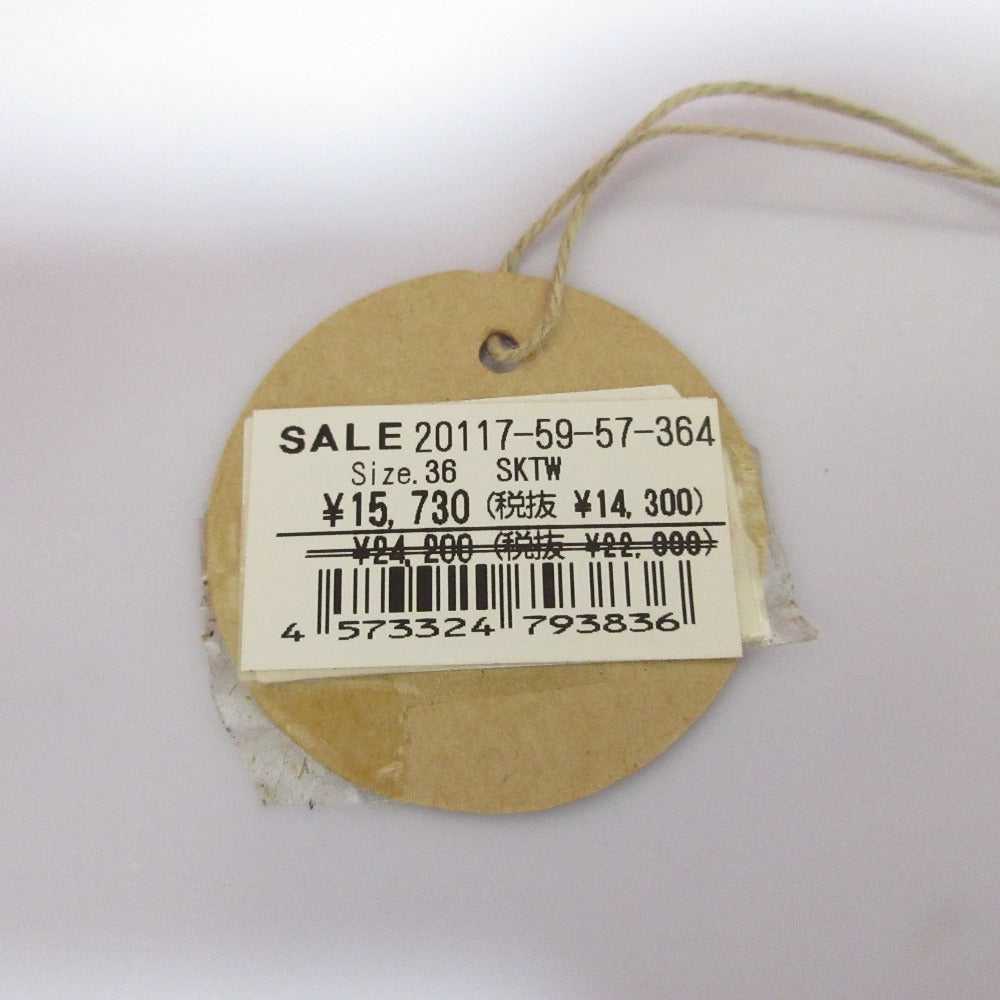 SALE 20117-59-57-364
Size.36 SKTW
¥15,730 (税抜 ¥14,300)
¥24,200 (税抜 ¥22,000)
4 573324 793836